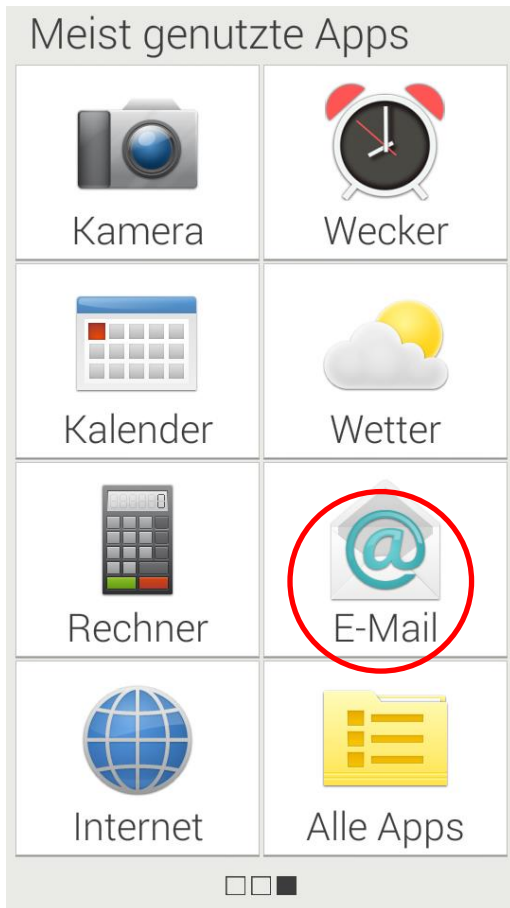 Meist genutzte Apps
Kamera
Wecker
Kalender
Wetter
Rechner
E-Mail
Internet
Alle Apps